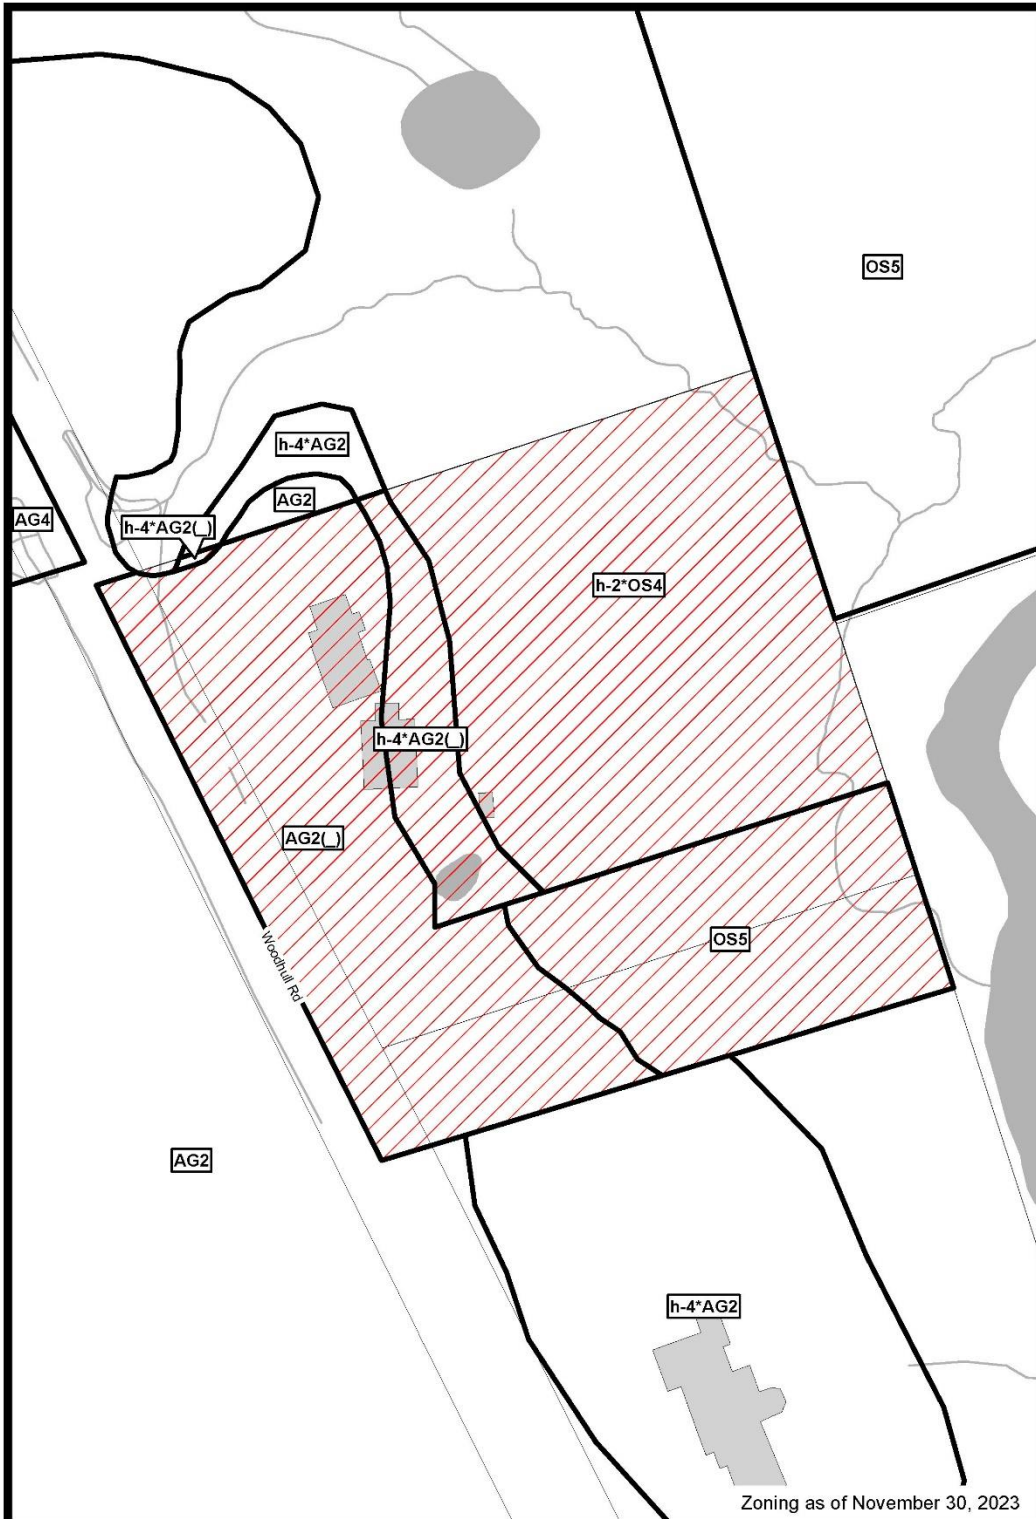 OS5
h-4*AG2
AG2
AG4
h-4*AG2(_)
h-2*OS4
h-4*AG2(_)
AG2(_)
OS5
Woodhull Rd
AG2
h-4*AG2
Zoning as of November 30, 2023